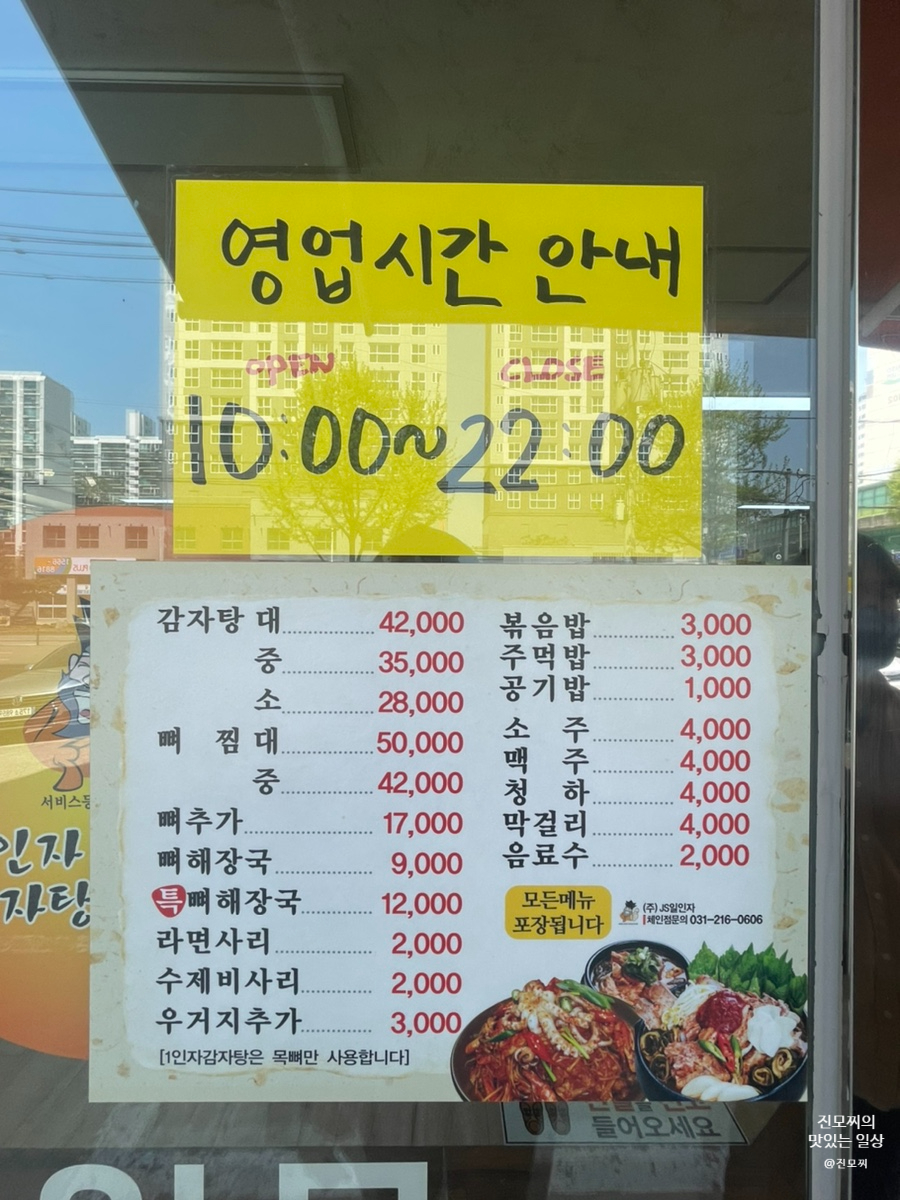 영업시간 안내
OPEN CLOSE
10:00~22:00
감자탕 대 42,000
중 35,000
소 28,000
뼈 찜 대 50,000
중 42,000
뼈추가 17,000
뼈해장국 9,000
특뼈해장국 12,000
라면사리 2,000
수제비사리 2,000
우거지추가 3,000
[1인자감자탕은 목뼈만 사용합니다]
볶음밥 3,000
주먹밥 3,000
공기밥 1,000
소 주 4,000
맥 주 4,000
청 하 4,000
막걸리 4,000
음료수 2,000
모든메뉴
포장됩니다
(주) JS일인자
체인점문의 031-216-0606
서비스
인자
자탕
들어오세요
진모찌의
맛있는 일상
@진모찌